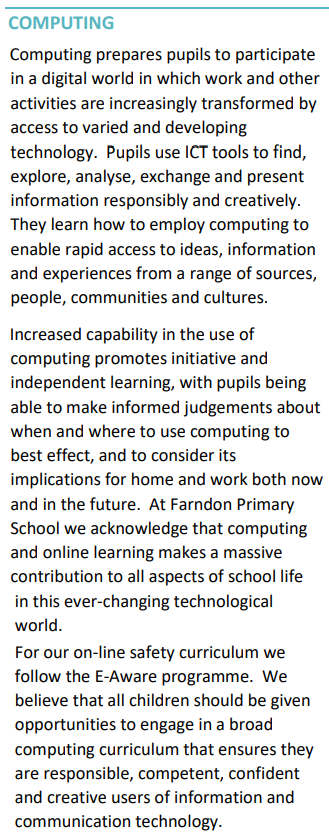 COMPUTING
Computing prepares pupils to participate
in a digital world in which work and other
activities are increasingly transformed by
access to varied and developing
technology.  Pupils use ICT tools to find,
explore, analyse, exchange and present
information responsibly and creatively.
They learn how to employ computing to
enable rapid access to ideas, information
and experiences from a range of sources,
people, communities and cultures.
Increased capability in the use of
computing promotes initiative and
independent learning, with pupils being
able to make informed judgements about
when and where to use computing to
best effect, and to consider its
implications for home and work both now
and in the future.  At Farndon Primary
School we acknowledge that computing
and online learning makes a massive
contribution to all aspects of school life
in this ever-changing technological
world.
For our on-line safety curriculum we
follow the E-Aware programme.  We
believe that all children should be given
opportunities to engage in a broad
computing curriculum that ensures they
are responsible, competent, confident
and creative users of information and
communication technology.